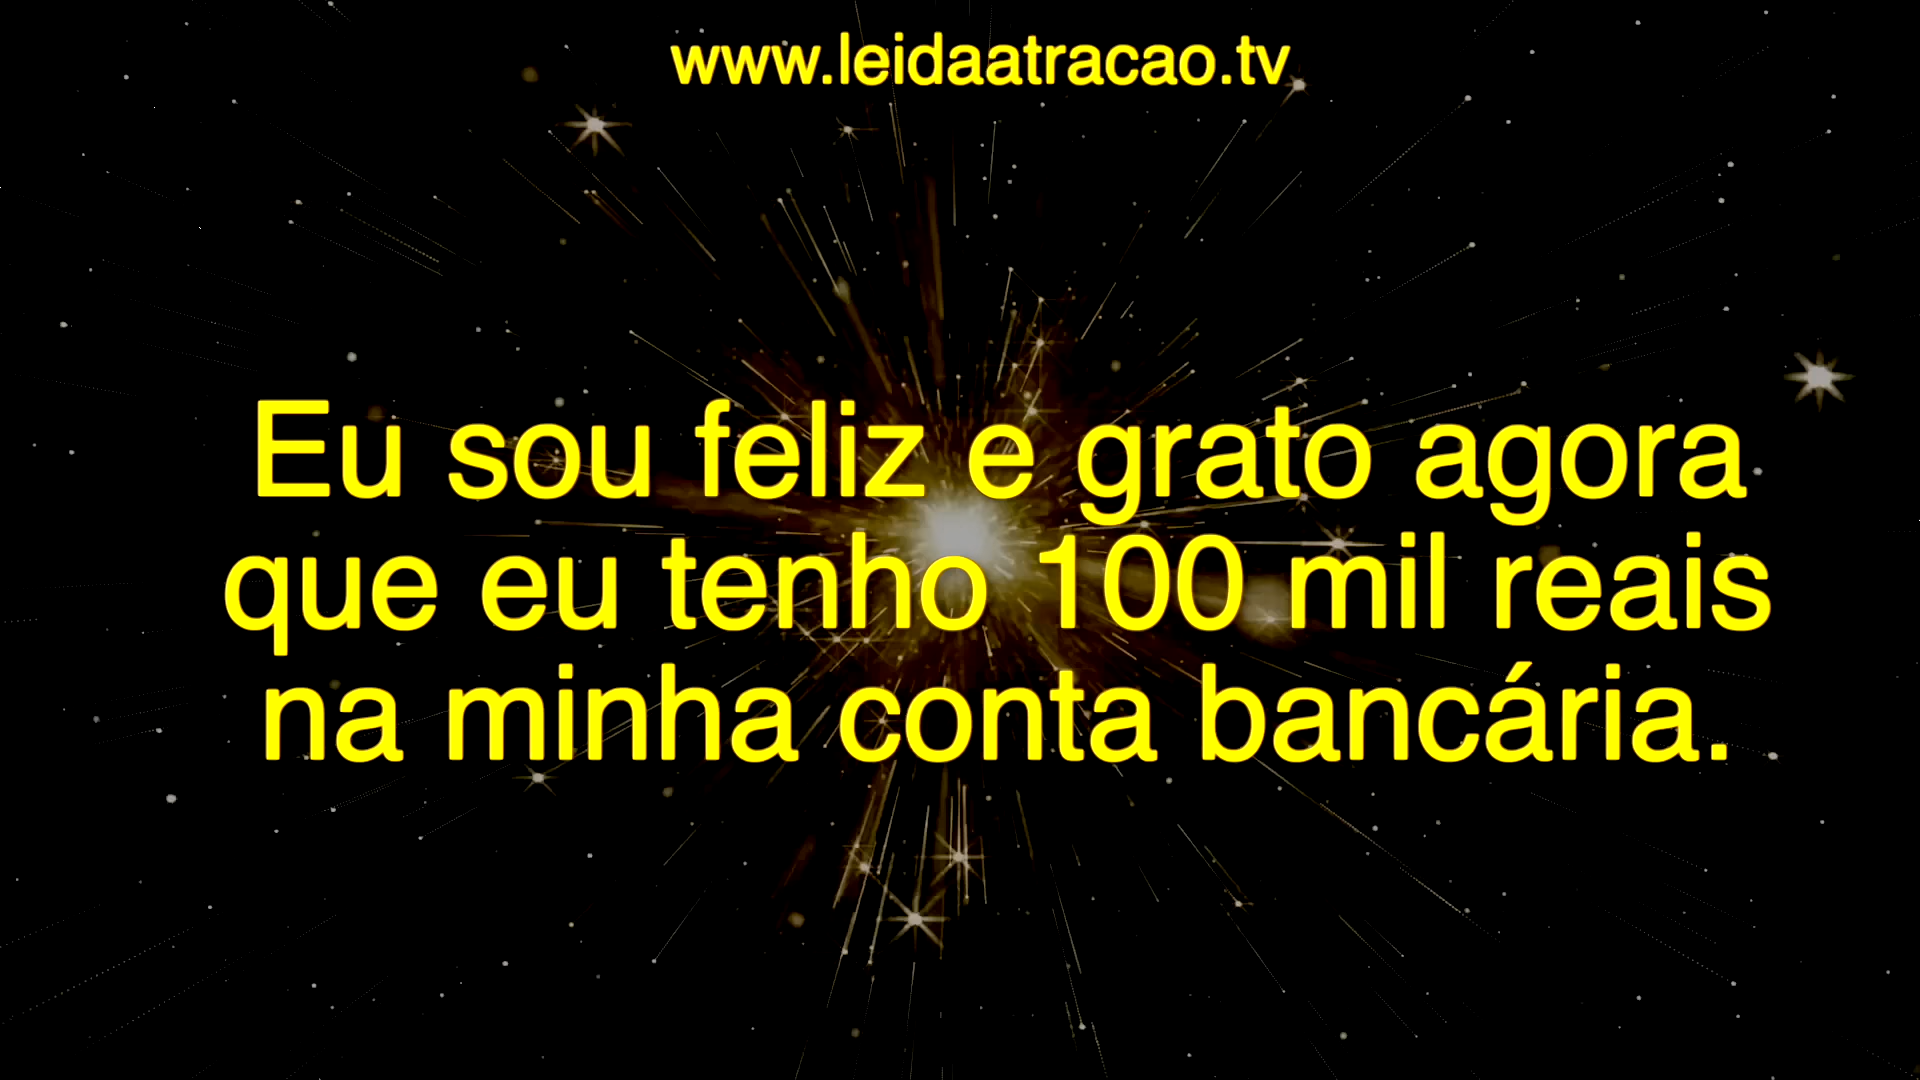 www.leidaatracao.tv
Eu sou feliz e grato agora
que eu tenho 100 mil reais
na minha conta bancária.